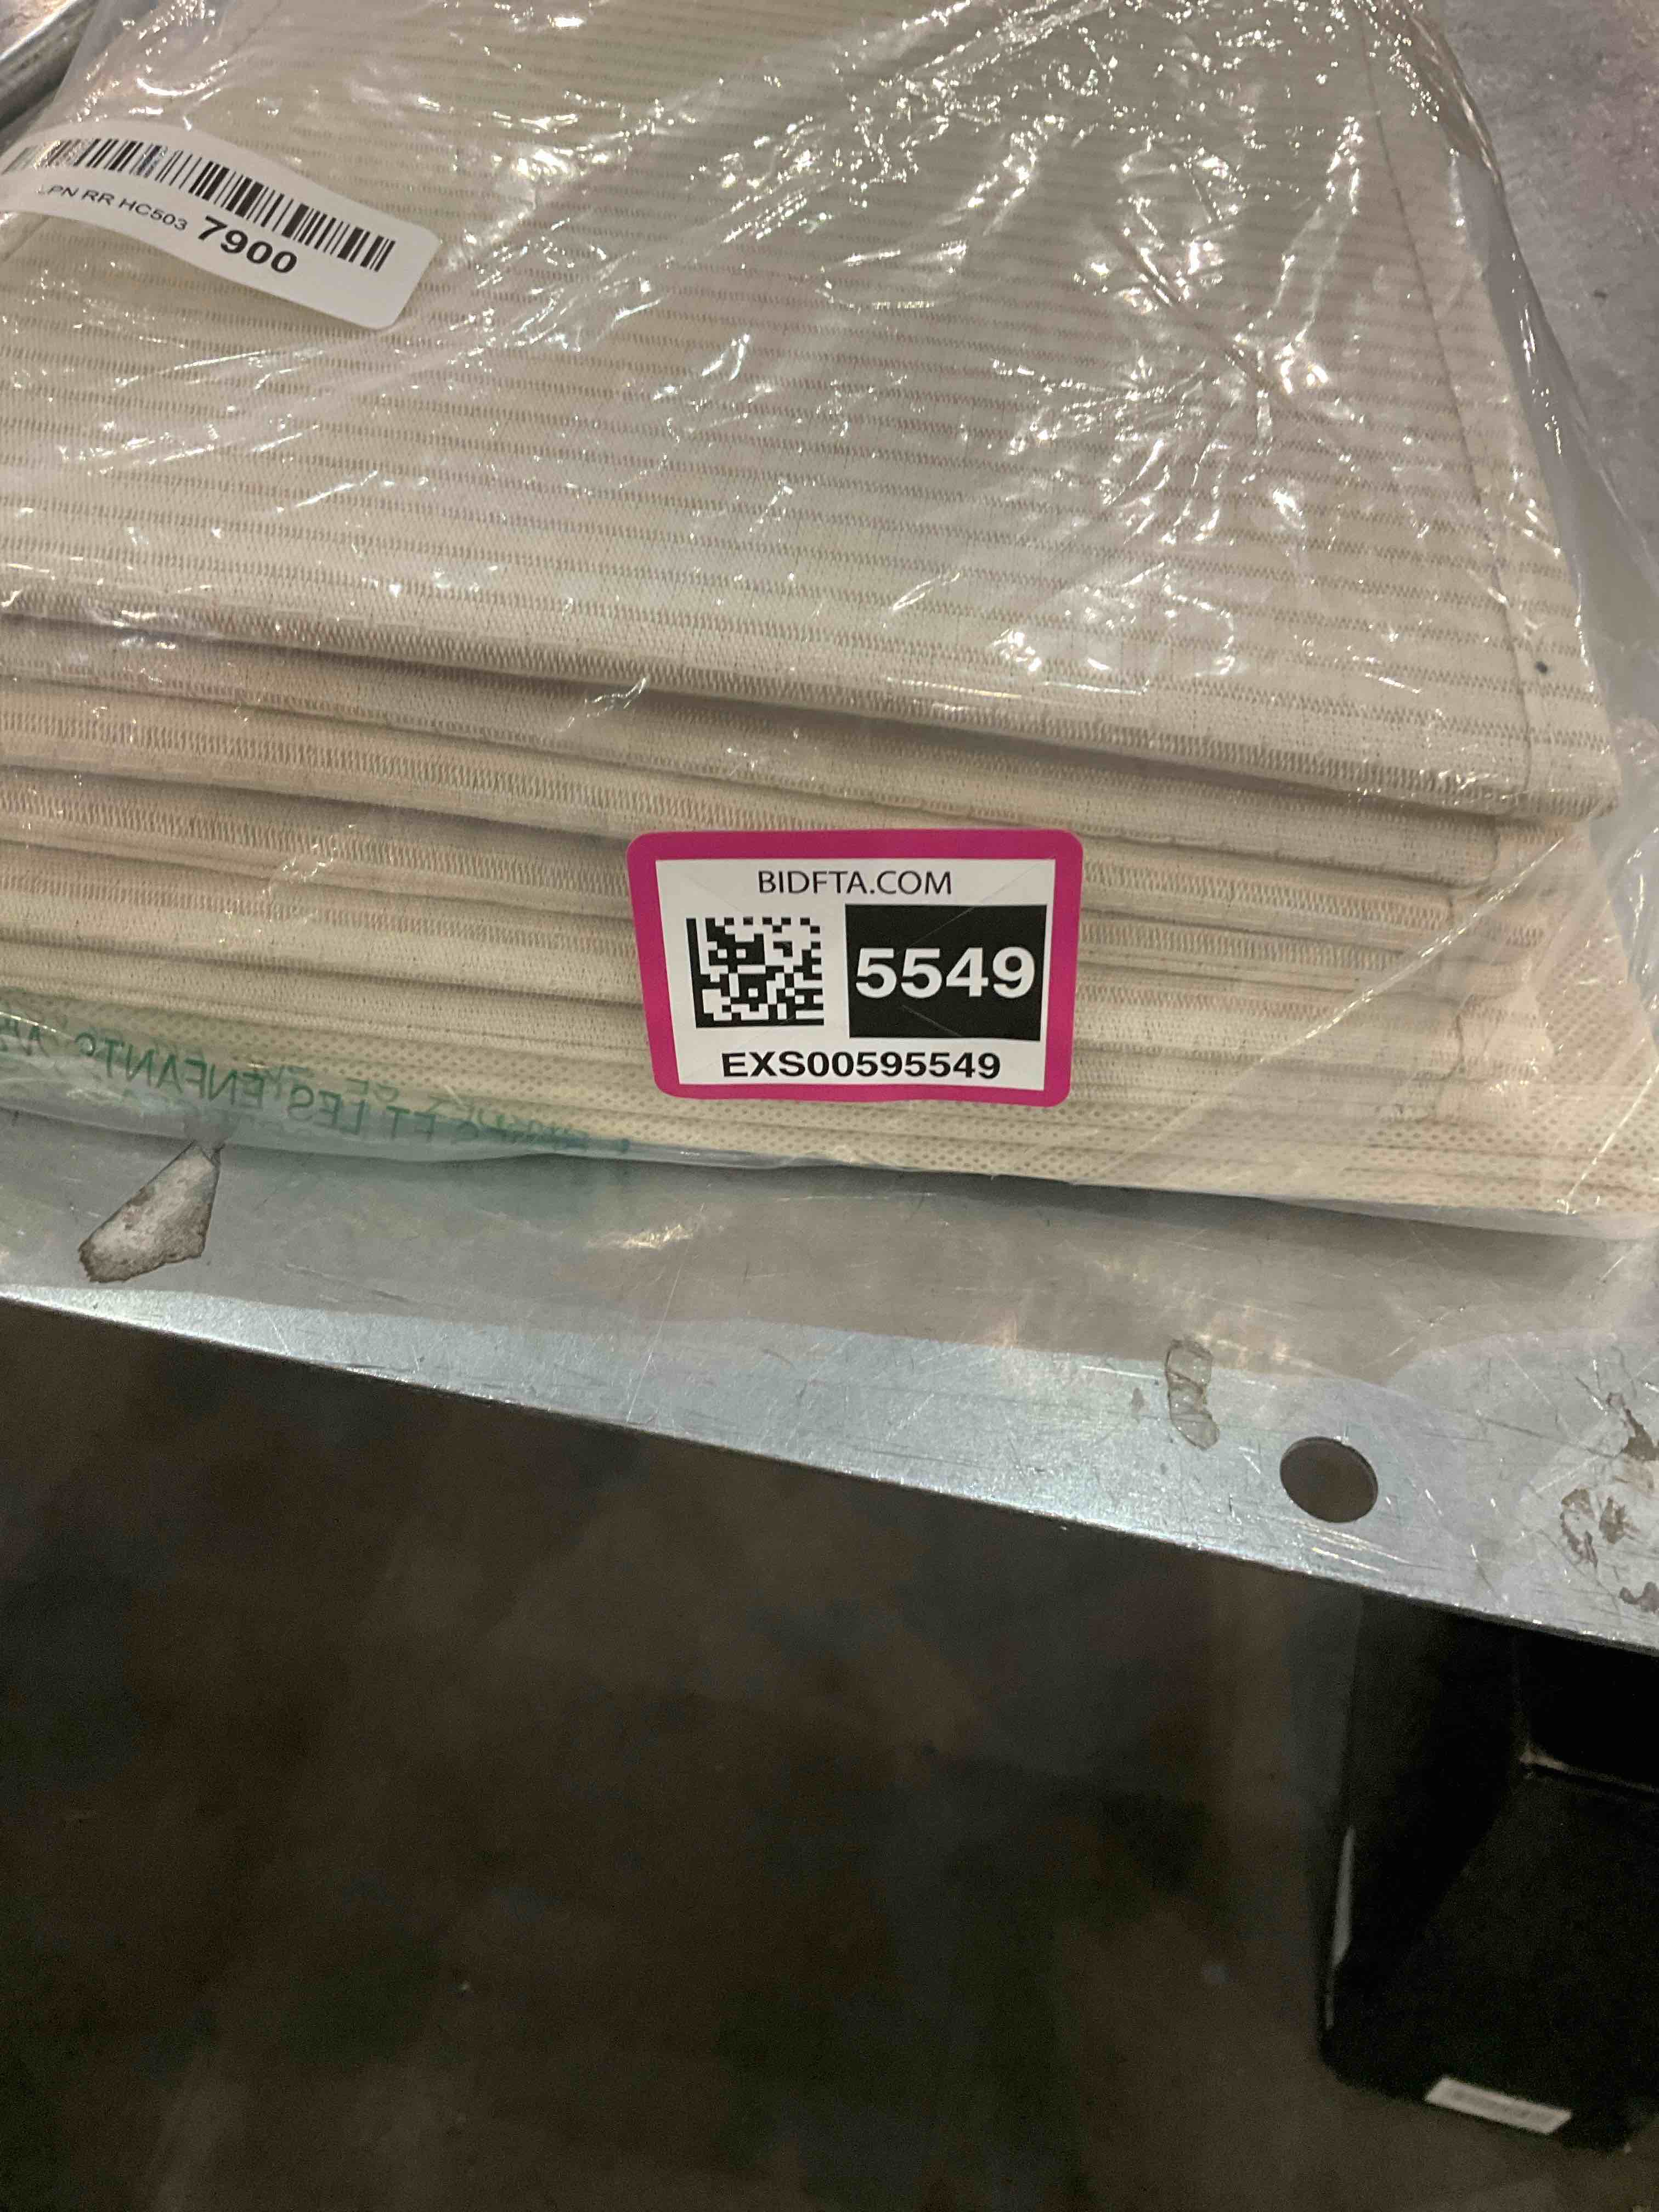 LPN RR HC503 7900
BIDFTA.COM
5549
EXS00595549
ET LES ENFANTS